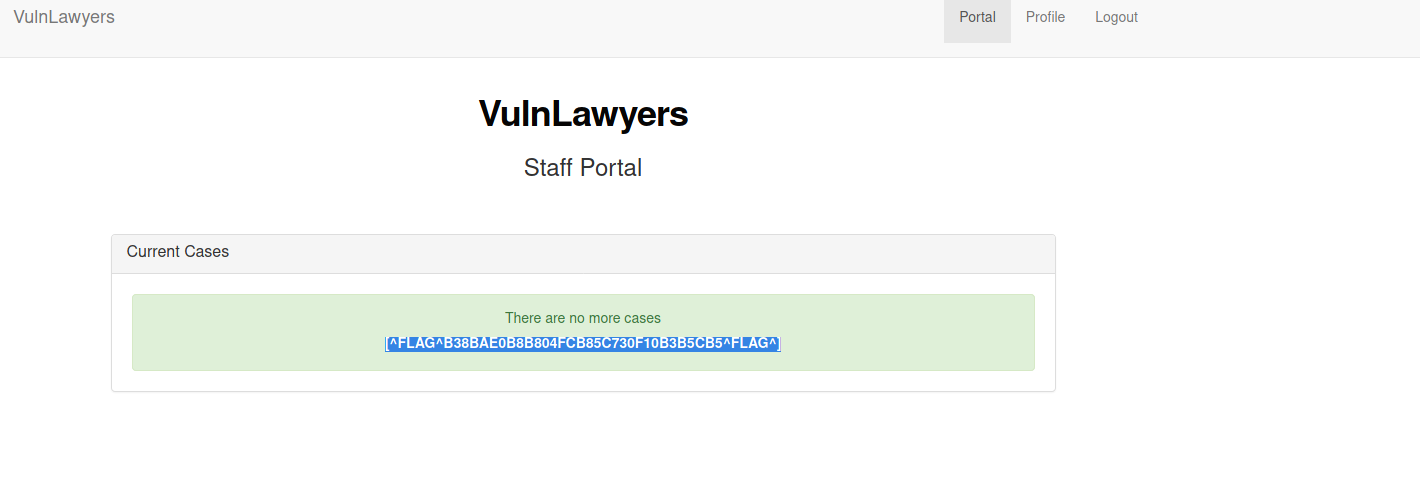 VulnLawyers Portal Profile Logout
VulnLawyers
Staff Portal
Current Cases
There are no more cases
[^FLAG^B38BAE0B8B804FCB85C730F10B3B5CB5^FLAG^]